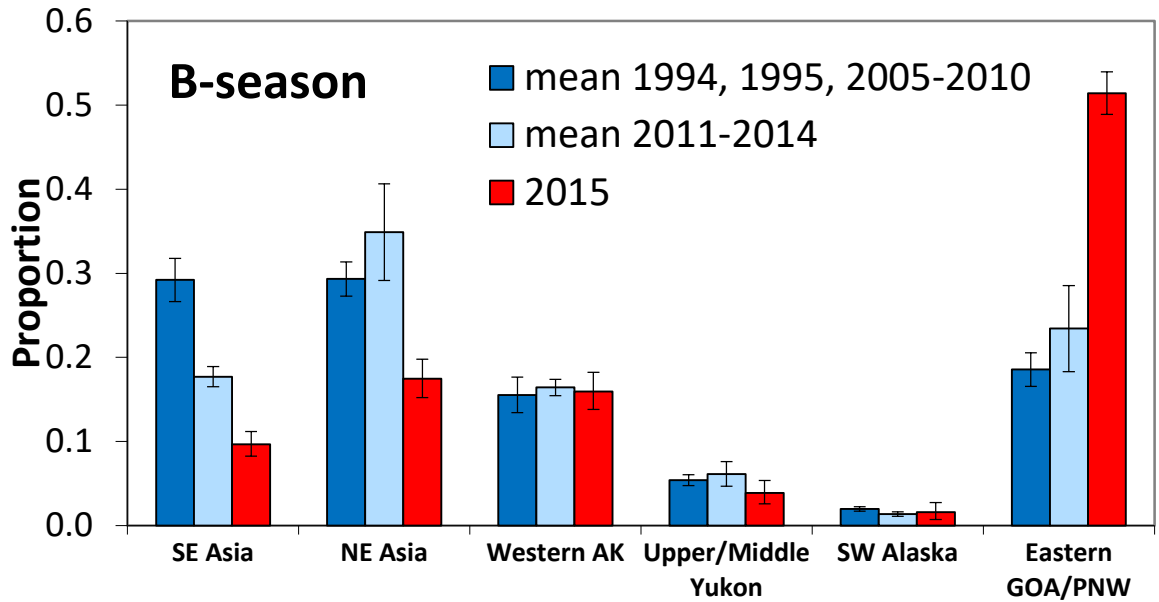 B-season
mean 1994, 1995, 2005-2010
mean 2011-2014
2015
Proportion
0.6
0.5
0.4
0.3
0.2
0.1
0.0
SE Asia
NE Asia
Western AK
Upper/Middle
Yukon
SW Alaska
Eastern
GOA/PNW